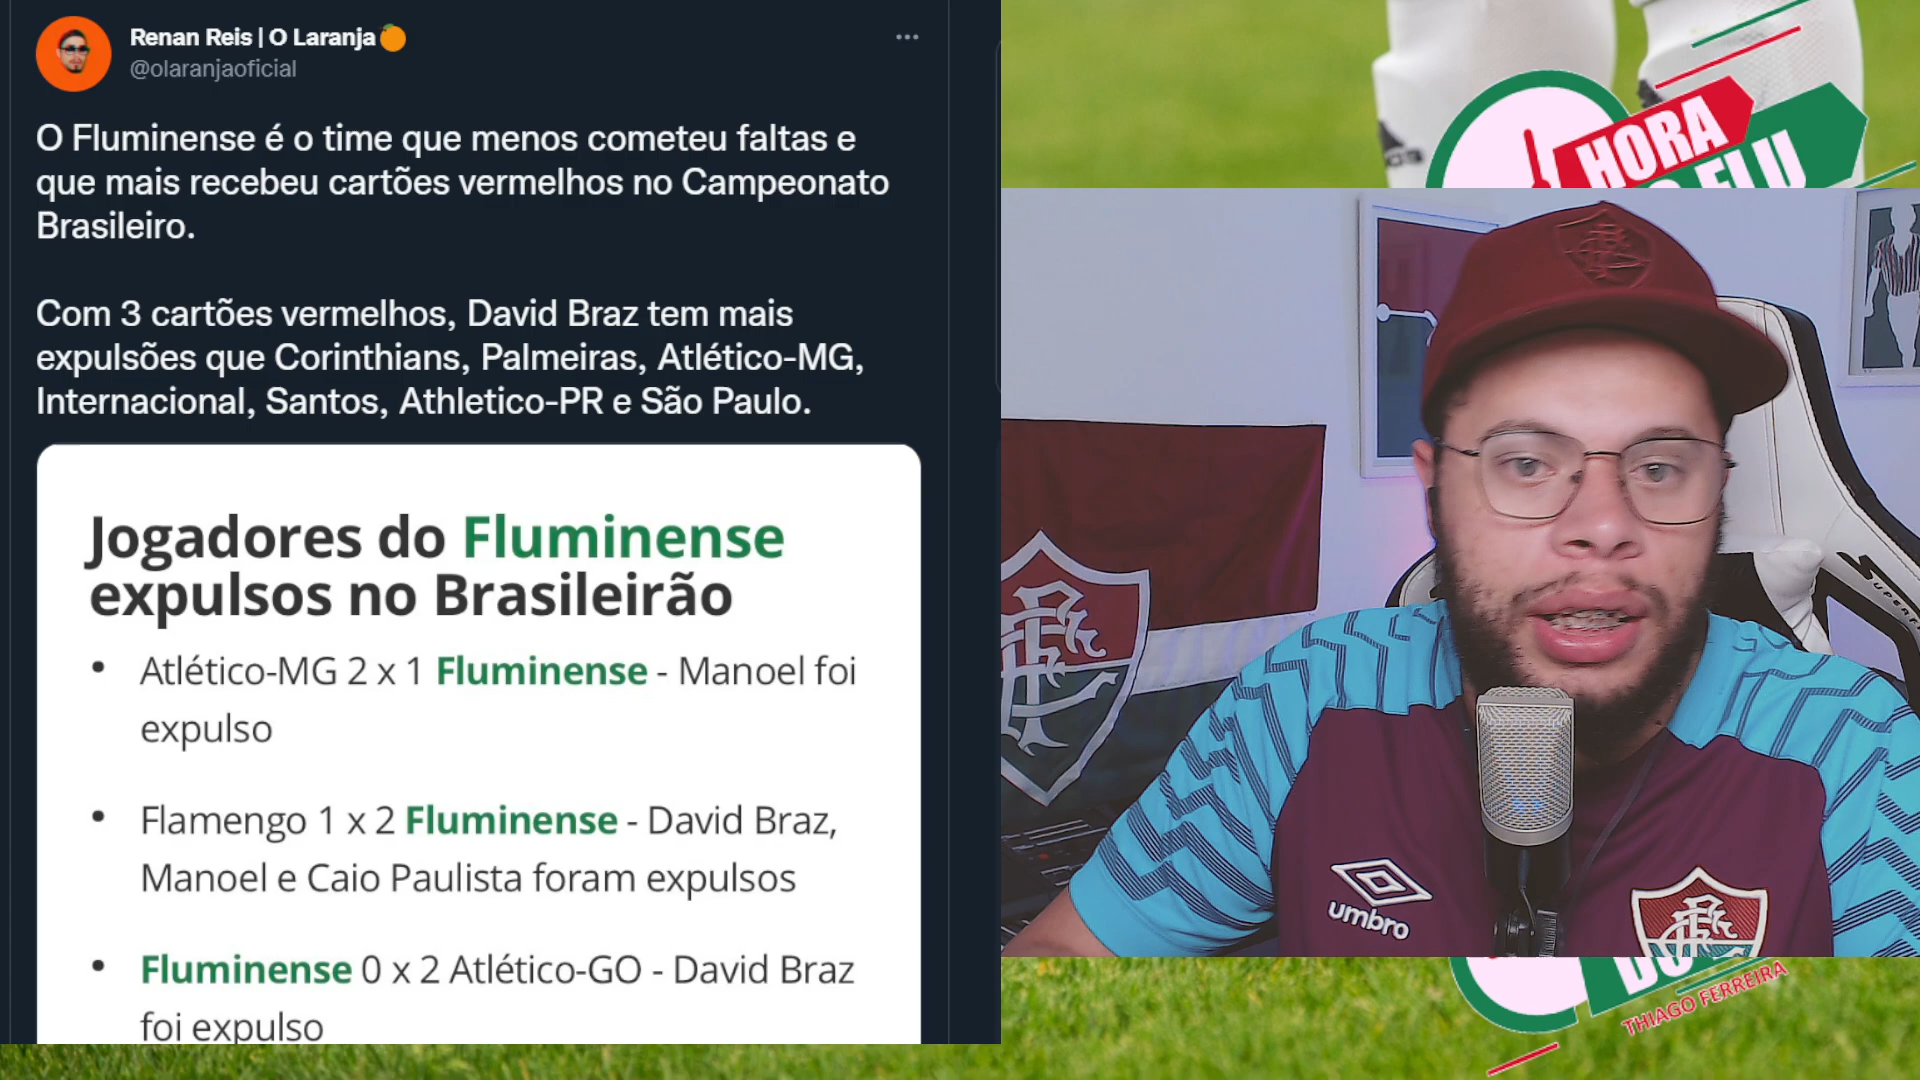 Renan Reis | O Laranja🍊
@olaranjaoficial
O Fluminense é o time que menos cometeu faltas e
que mais recebeu cartões vermelhos no Campeonato
Brasileiro.
Com 3 cartões vermelhos, David Braz tem mais
expulsões que Corinthians, Palmeiras, Atlético-MG,
Internacional, Santos, Athletico-PR e São Paulo.
Jogadores do Fluminense
expulsos no Brasileirão
• Atlético-MG 2 x 1 Fluminense - Manoel foi
expulso
• Flamengo 1 x 2 Fluminense - David Braz,
Manoel e Caio Paulista foram expulsos
• Fluminense 0 x 2 Atlético-GO - David Braz
foi expulso
HORA
FLU
umbro
THIAGO FERREIRA